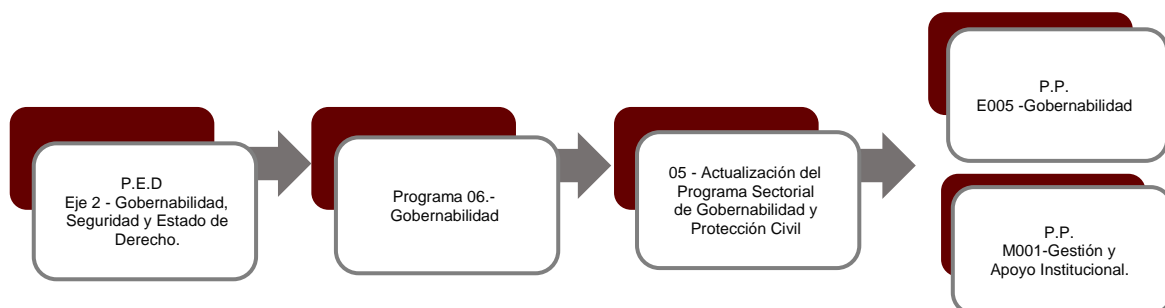 P.E.D
Eje 2 - Gobernabilidad,
Seguridad y Estado de
Derecho.
Programa 06.-
Gobernabilidad
05 - Actualización del
Programa Sectorial
de Gobernabilidad y
Protección Civil
P.P.
E005 -Gobernabilidad
P.P.
M001-Gestión y
Apoyo Institucional.